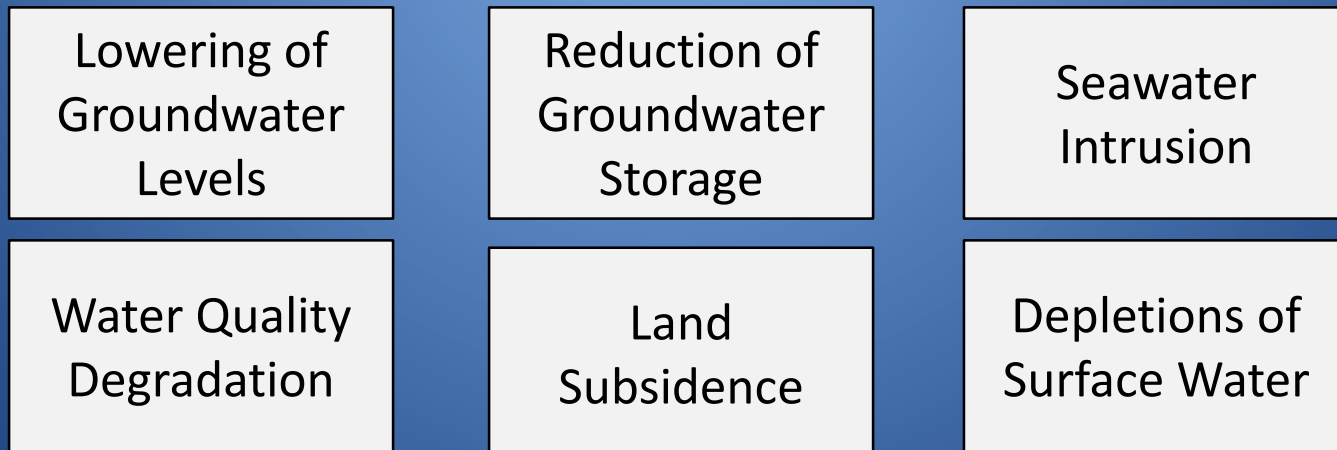 Lowering of
Groundwater
Levels
Reduction of
Groundwater
Storage
Seawater
Intrusion
Water Quality
Degradation
Land
Subsidence
Depletions of
Surface Water